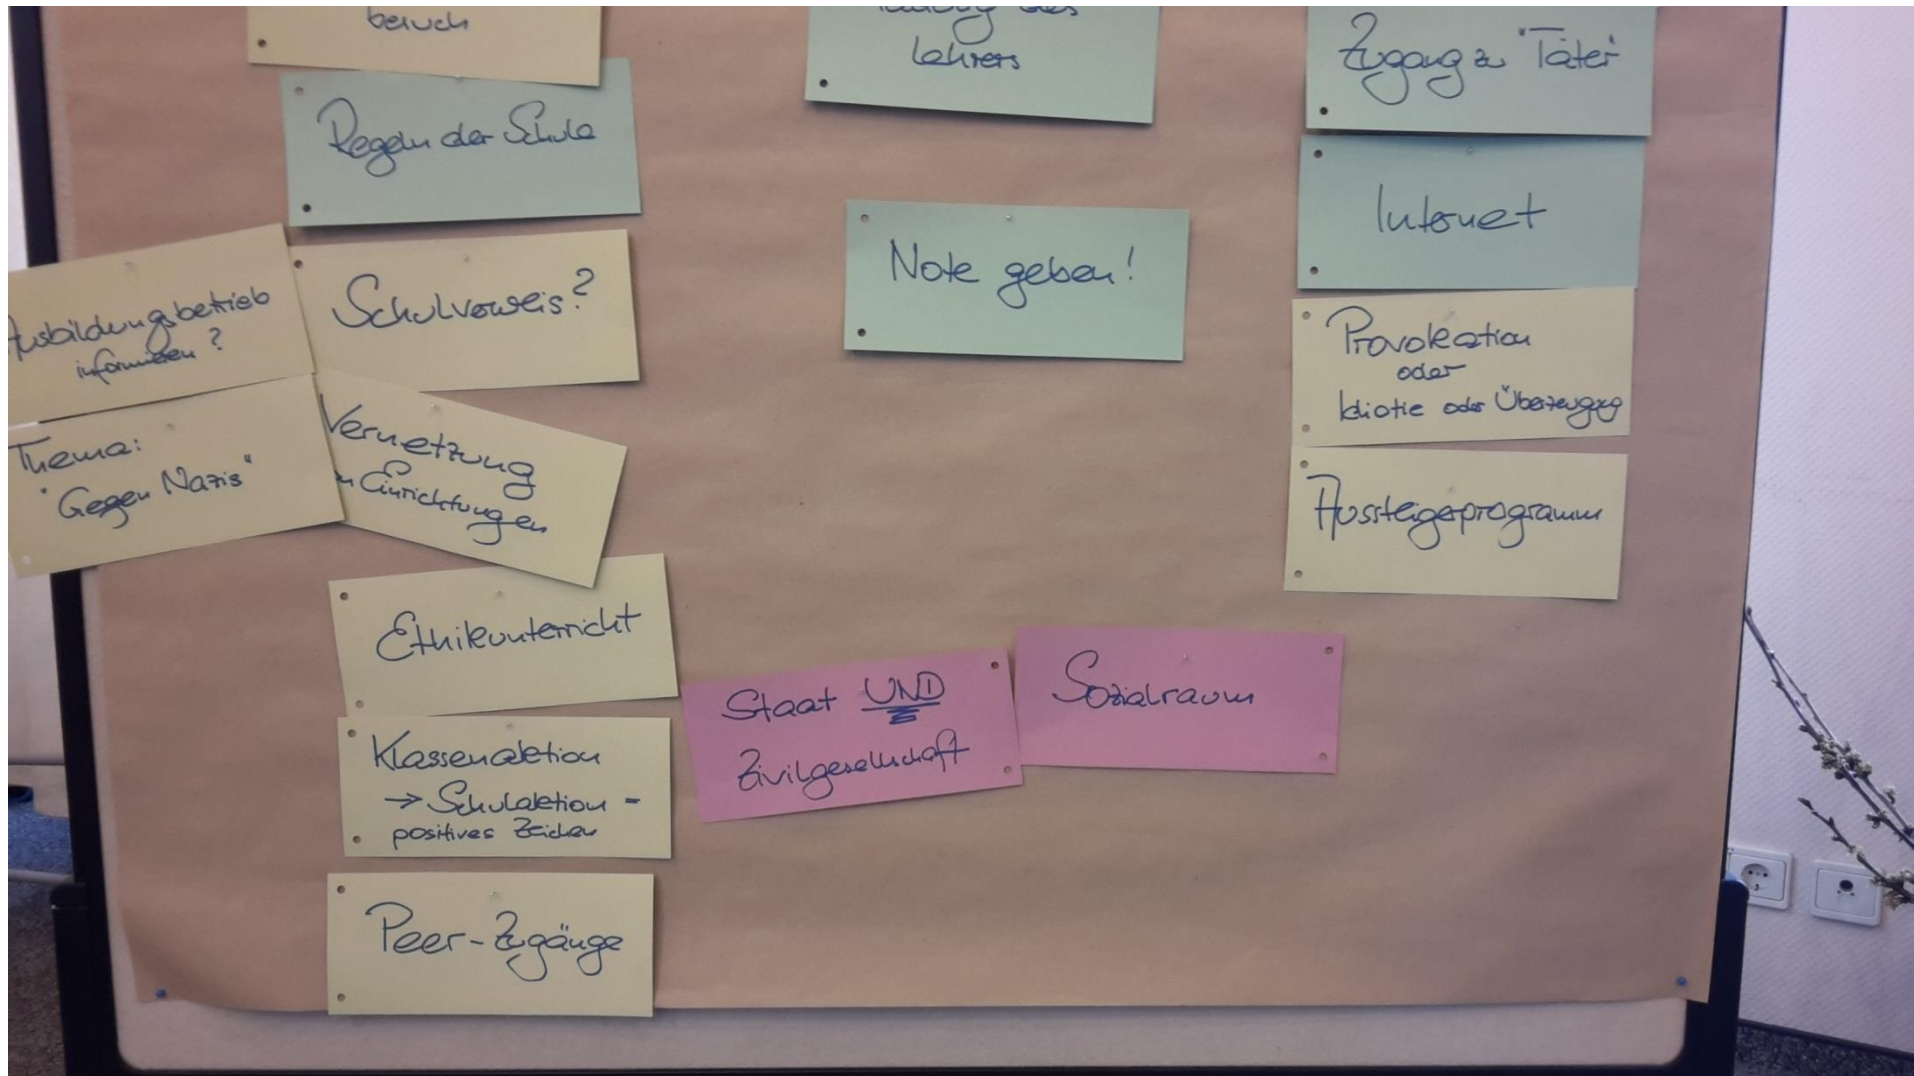 lehrers
Zugang zu "Täter"
Regeln der Schule
Internet
Note geben!
Schulverweis?
Ausbildungsbetrieb
informieren?
Provokation
oder
Idiotie oder Überzeugung
Thema:
"Gegen Nazis"
Vernetzung
Einrichtungen
Aussteigerprogramm
Ethikunterricht
Staat UND
Zivilgesellschaft
Sozialraum
Klassenaktion
→ Schulaktion -
positives Zeichen
Peer-Zugänge